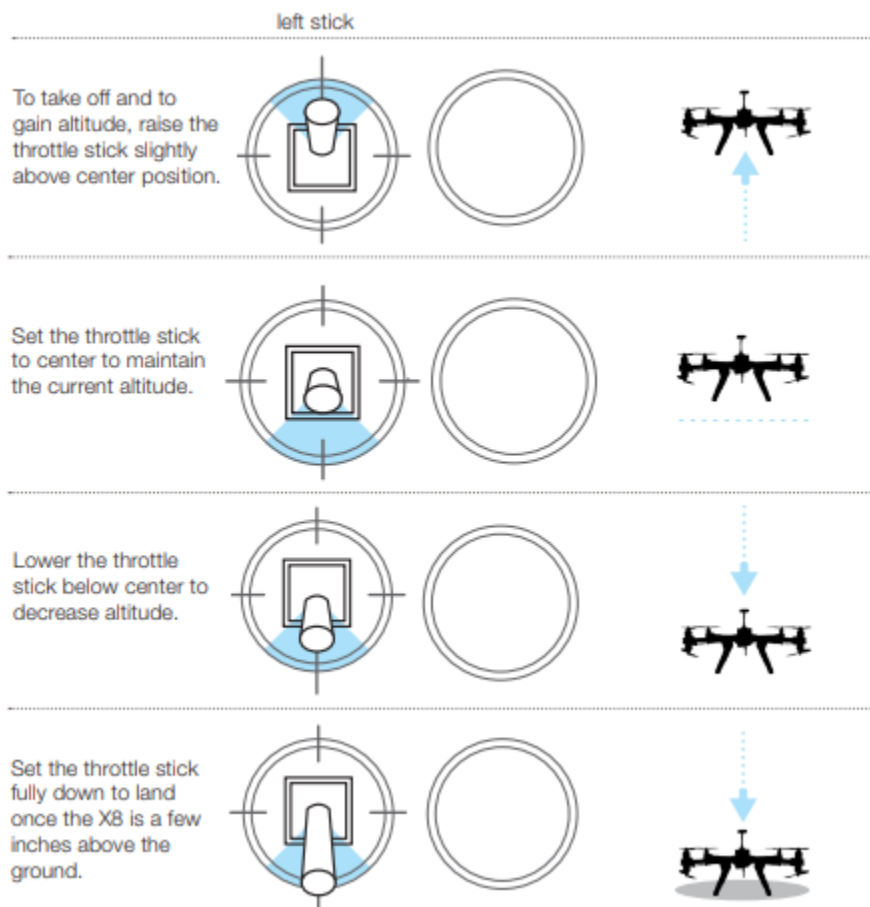 left stick
To take off and to
gain altitude, raise the
throttle stick slightly
above center position.
Set the throttle stick
to center to maintain
the current altitude.
Lower the throttle
stick below center to
decrease altitude.
Set the throttle stick
fully down to land
once the X8 is a few
inches above the
ground.